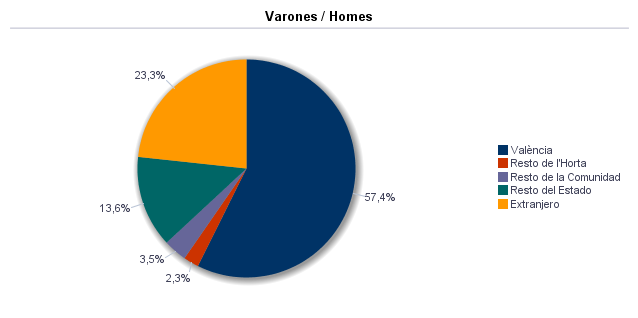 Varones / Homes
23,3%
57,4%
13,6%
3,5%
2,3%
València
Resto de l'Horta
Resto de la Comunidad
Resto del Estado
Extranjero